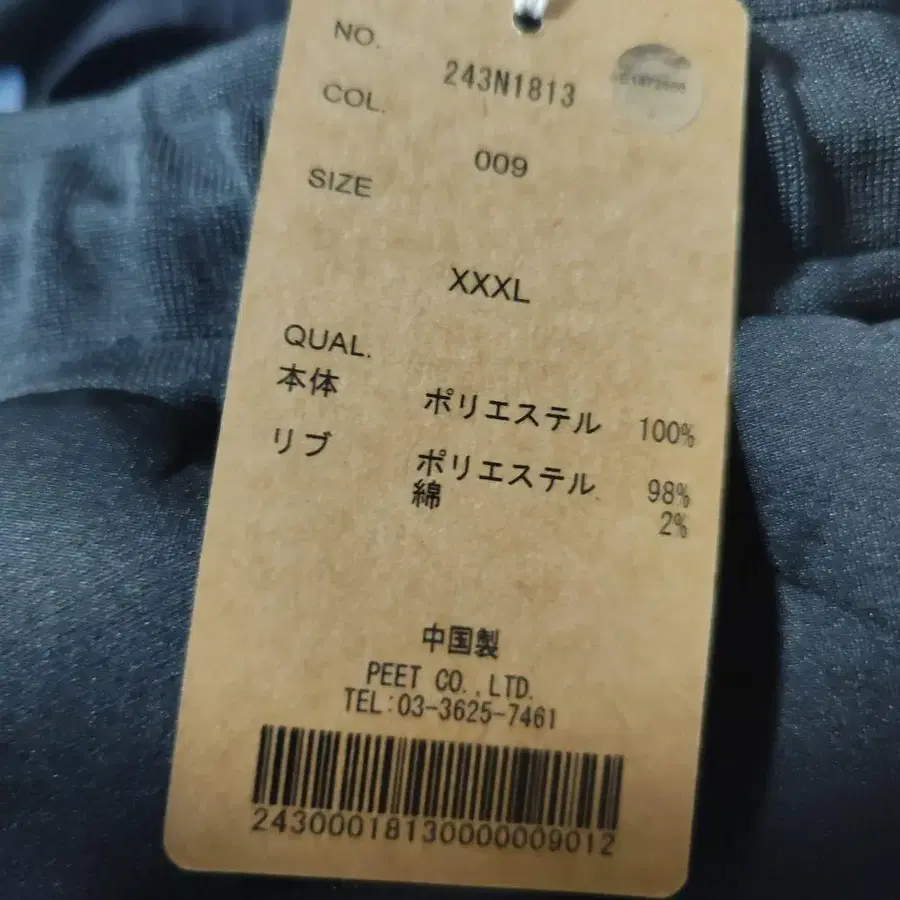 NO. 243N1813
COL. 009
SIZE
XXXL
QUAL.
本体 ポリエステル 100%
リブ ポリエステル 98%
綿 2%
中国製
PEET CO.,LTD.
TEL:03-3625-7461
243000181300000009012